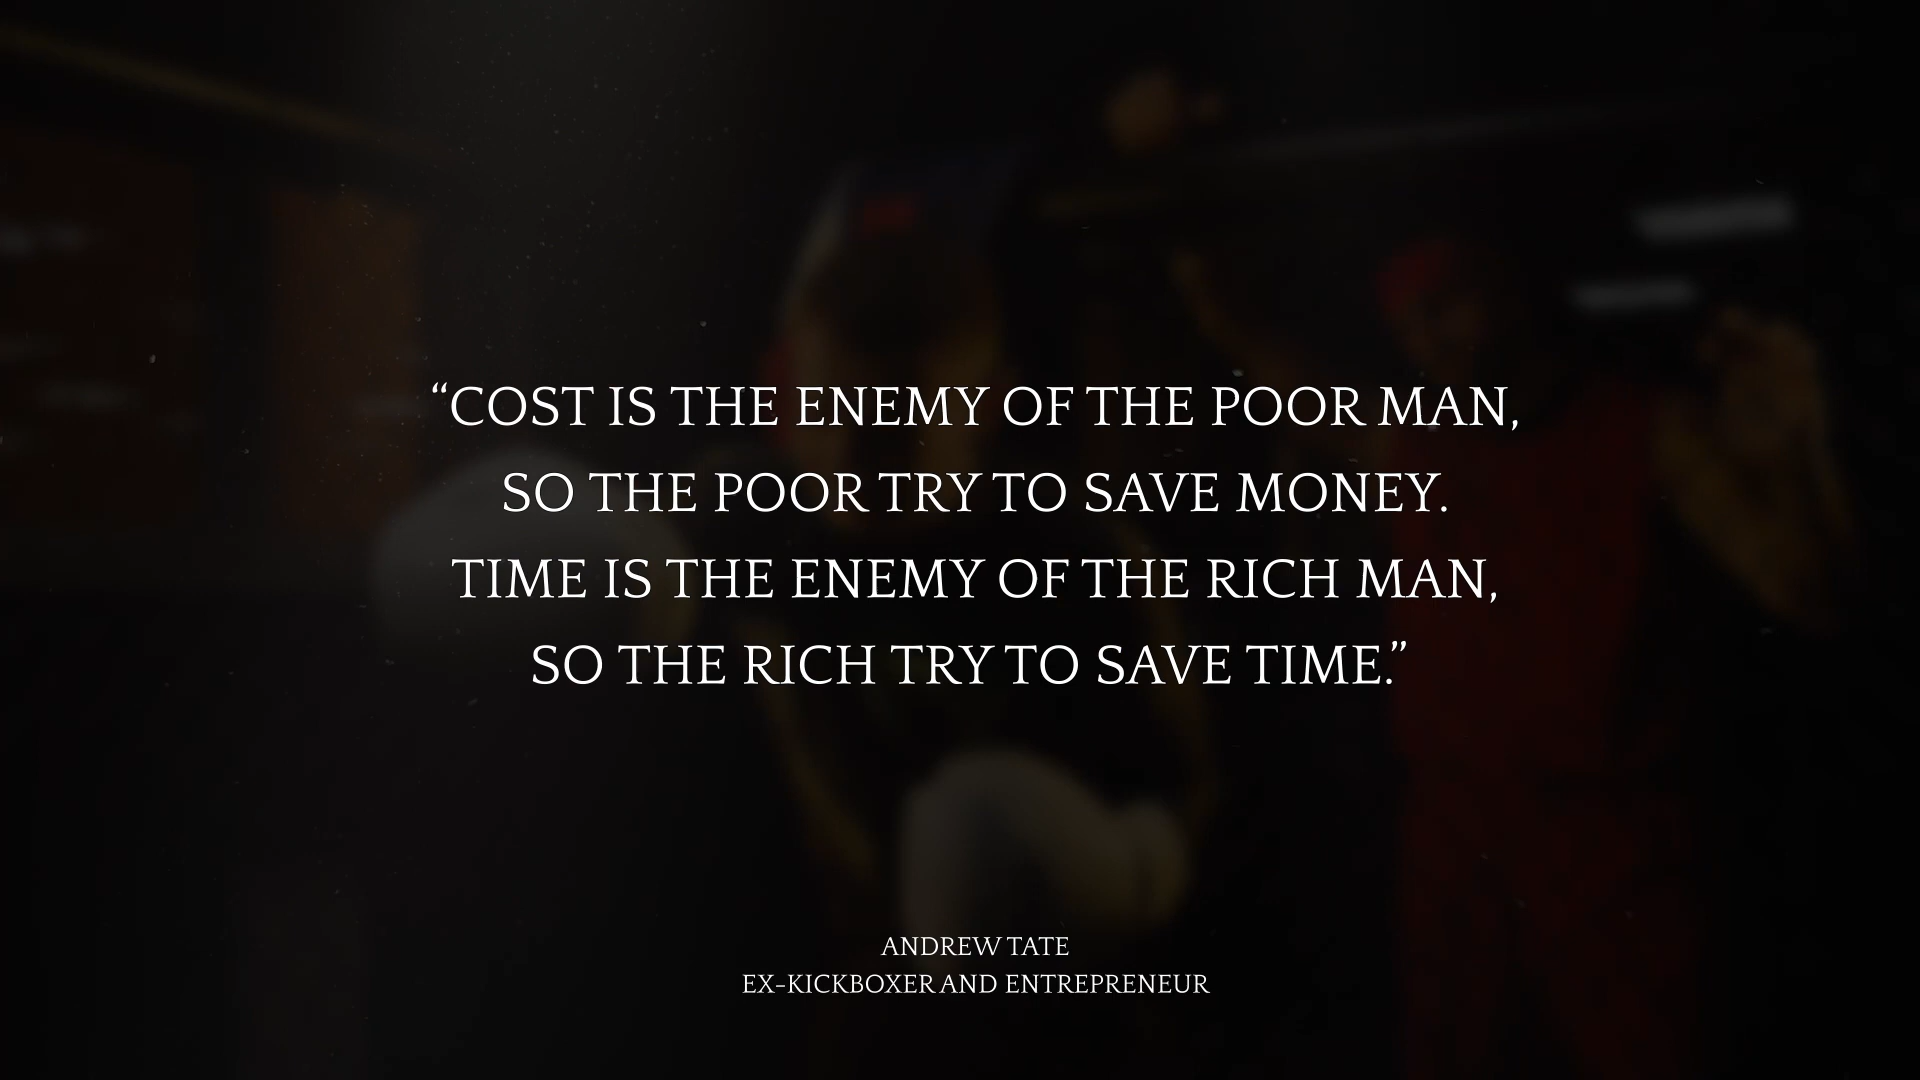 “COST IS THE ENEMY OF THE POOR MAN,
SO THE POOR TRY TO SAVE MONEY.
TIME IS THE ENEMY OF THE RICH MAN,
SO THE RICH TRY TO SAVE TIME.”
ANDREW TATE
EX-KICKBOXER AND ENTREPRENEUR